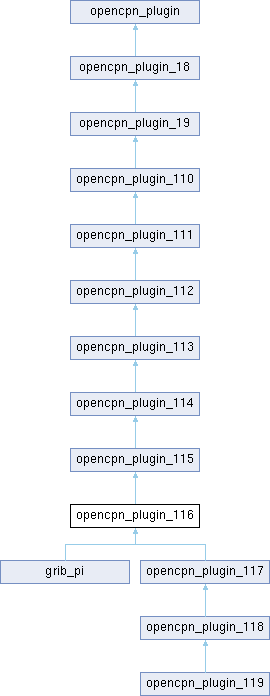 opencpn_plugin
opencpn_plugin_18
opencpn_plugin_19
opencpn_plugin_110
opencpn_plugin_111
opencpn_plugin_112
opencpn_plugin_113
opencpn_plugin_114
opencpn_plugin_115
opencpn_plugin_116
grib_pi
opencpn_plugin_117
opencpn_plugin_118
opencpn_plugin_119